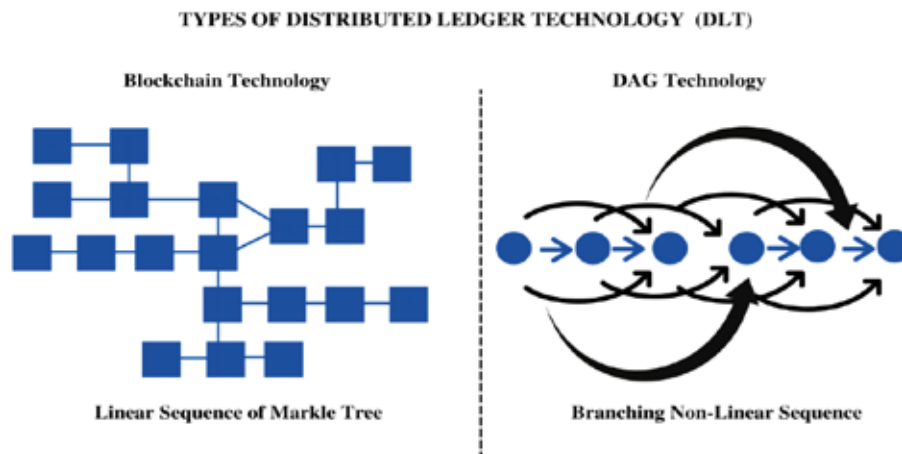 TYPES OF DISTRIBUTED LEDGER TECHNOLOGY (DLT)
Blockchain Technology
DAG Technology
Linear Sequence of Markle Tree
Branching Non-Linear Sequence